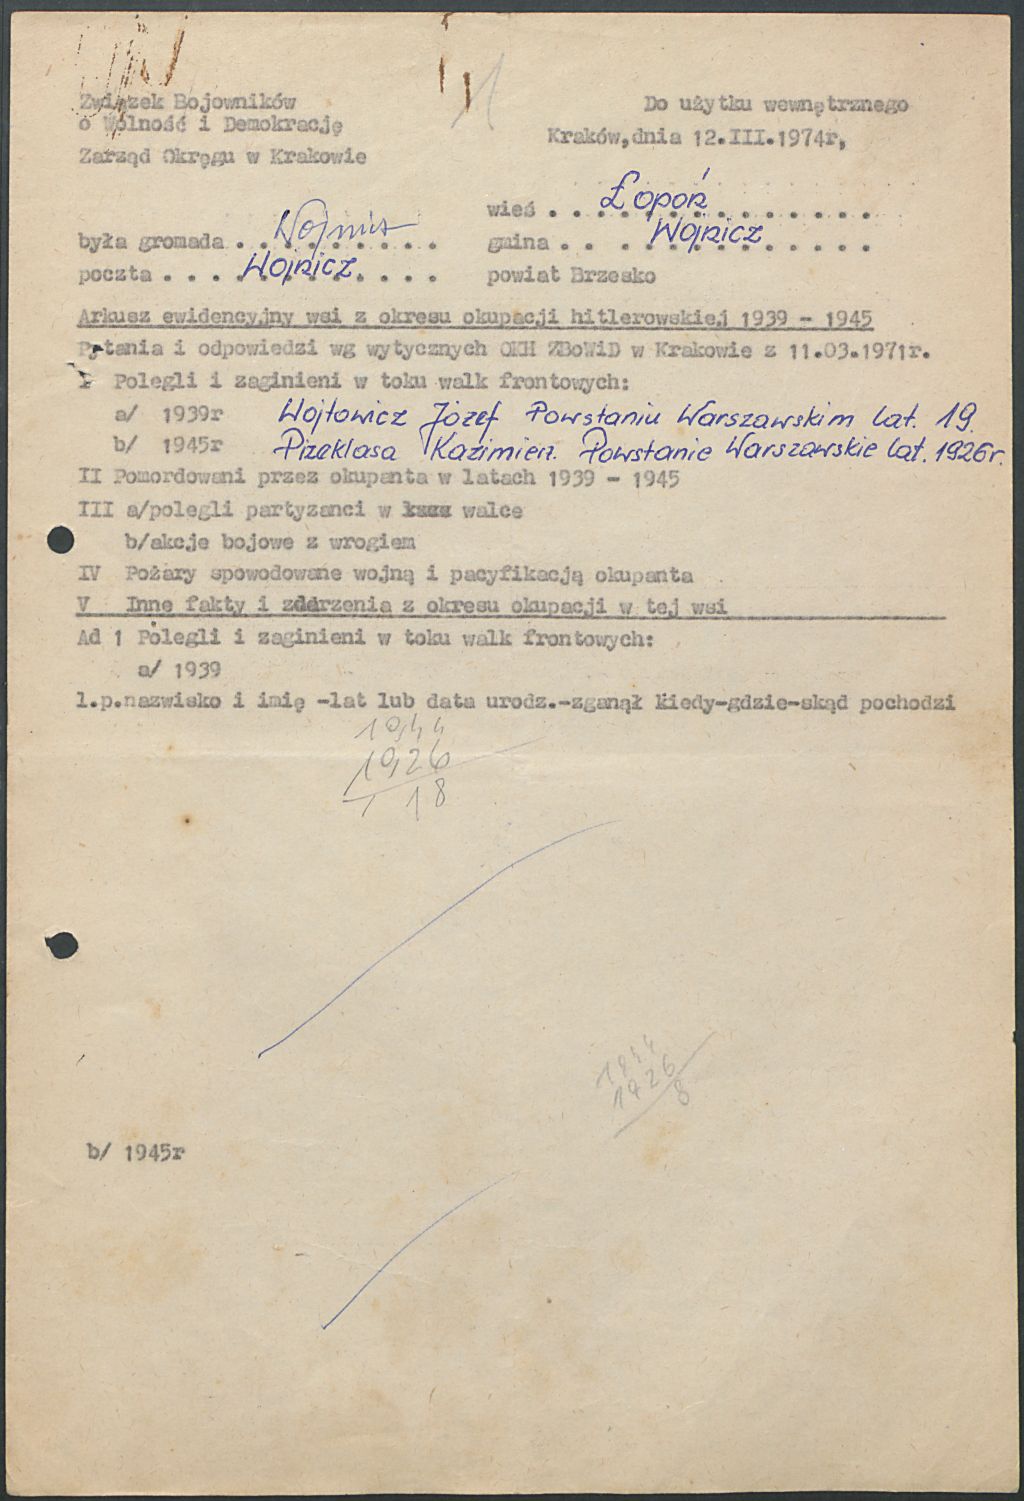 Związek Bojowników
o Wolność i Demokrację
Zarząd Okręgu w Krakowie
Do użytku wewnętrznego
Kraków, dnia 12.III.1974r,
wieś . . . Łopoń . . .
była gromada . . . Wojnicz . . .
gmina . . . Wojnicz . . .
poczta . . . Wojnicz . . .
powiat Brzesko
Arkusz ewidencyjny wsi z okresu okupacji hitlerowskiej 1939 - 1945
Pytania i odpowiedzi wg wytycznych OKH ZBoWiD w Krakowie z 11.03.1971r.
I Polegli i zaginieni w toku walk frontowych:
a/ 1939r Wojtowicz Józef Powstaniu Warszawskim lat. 19.
b/ 1945r Kazimierz. Powstanie Warszawskie lat. 1926r.
II Pomordowani przez okupanta w latach 1939 - 1945
III a/polegli partyzanci w walce
b/akcje bojowe z wrogiem
IV Pożary spowodowane wojną i pacyfikacją okupanta
V Inne fakty i zdarzenia z okresu okupacji w tej wsi
Ad 1 Polegli i zaginieni w toku walk frontowych:
a/ 1939
l.p.nazwisko i imię -lat lub data urodz.-zganął kiedy-gdzie-skąd pochodzi
1944
1926
18
1944
1926
8
b/ 1945r